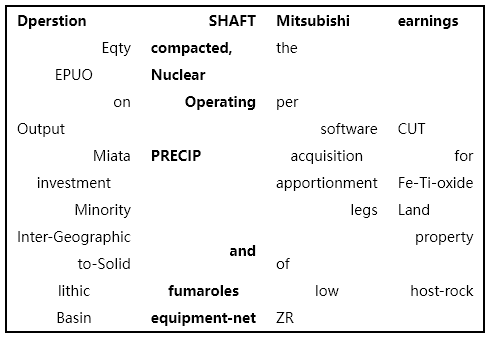 Dperstion SHAFT Mitsubishi earnings
Eqty compacted, the
EPUO Nuclear
on Operating per
Output software CUT
Miata PRECIP acquisition for
investment apportionment Fe-Ti-oxide
Minority legs Land
Inter-Geographic and property
to-Solid of
lithic fumaroles low host-rock
Basin equipment-net ZR